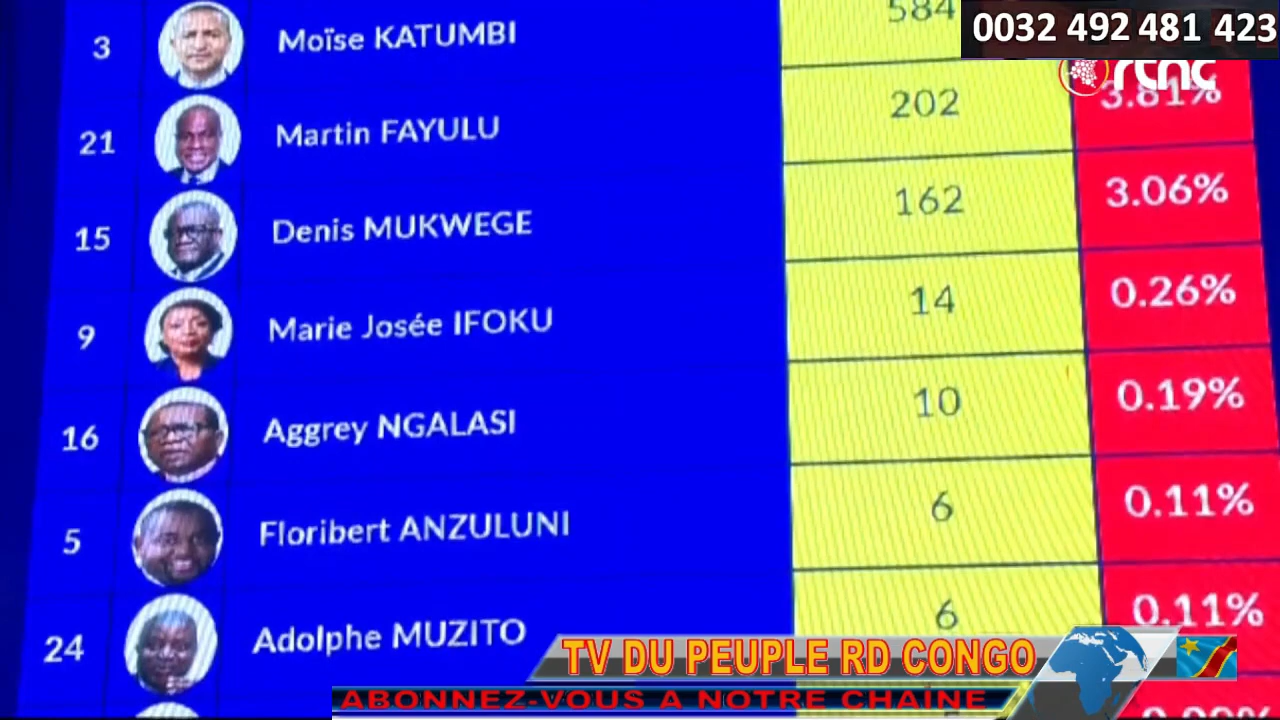 0032 492 481 423
rtnc
3 Moïse KATUMBI 584
21 Martin FAYULU 202 3.81%
15 Denis MUKWEGE 162 3.06%
9 Marie Josée IFOKU 14 0.26%
16 Aggrey NGALASI 10 0.19%
5 Floribert ANZULUNI 6 0.11%
24 Adolphe MUZITO 6 0.11%
TV DU PEUPLE RD CONGO
ABONNEZ-VOUS A NOTRE CHAINE